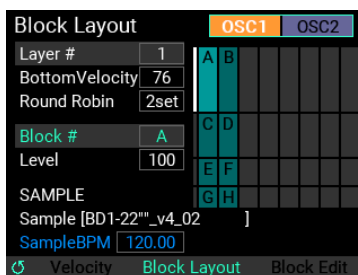 Block Layout OSC1 OSC2
Layer # 1 A B
BottomVelocity 76
Round Robin 2set
C D
Block # A
Level 100
E F
SAMPLE G H
Sample [BD1-22""_v4_02 ]
SampleBPM 120.00
Velocity Block Layout Block Edit